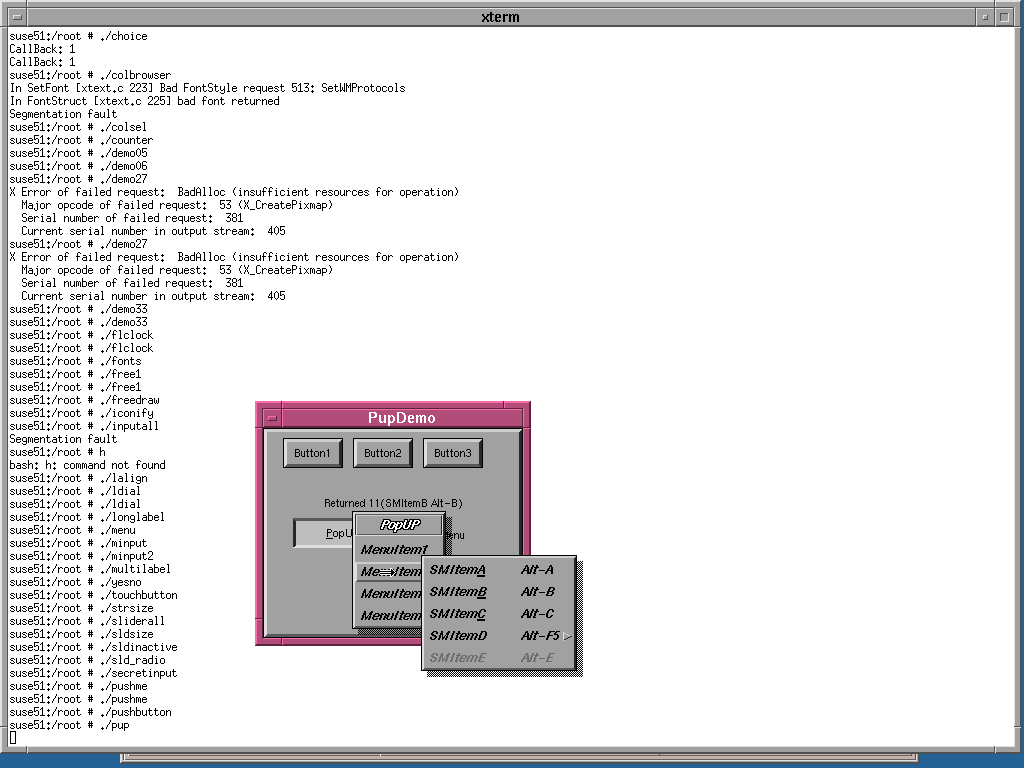 xterm
suse51:/root # ./choice
CallBack: 1
CallBack: 1
suse51:/root # ./colbrowser
In SetFont [xtext.c 223] Bad FontStyle request 513: SetWMProtocols
In FontStruct [xtext.c 225] bad font returned
Segmentation fault
suse51:/root # ./colsel
suse51:/root # ./counter
suse51:/root # ./demo05
suse51:/root # ./demo06
suse51:/root # ./demo27
X Error of failed request:  BadAlloc (insufficient resources for operation)
  Major opcode of failed request:  53 (X_CreatePixmap)
  Serial number of failed request:  381
  Current serial number in output stream:  405
suse51:/root # ./demo27
X Error of failed request:  BadAlloc (insufficient resources for operation)
  Major opcode of failed request:  53 (X_CreatePixmap)
  Serial number of failed request:  381
  Current serial number in output stream:  405
suse51:/root # ./demo33
suse51:/root # ./demo33
suse51:/root # ./flclock
suse51:/root # ./flclock
suse51:/root # ./fonts
suse51:/root # ./free1
suse51:/root # ./free1
suse51:/root # ./freedraw
suse51:/root # ./iconify
suse51:/root # ./inputall
Segmentation fault
suse51:/root # h
bash: h: command not found
suse51:/root # ./lalign
suse51:/root # ./ldial
suse51:/root # ./ldial
suse51:/root # ./longlabel
suse51:/root # ./menu
suse51:/root # ./minput
suse51:/root # ./minput2
suse51:/root # ./multilabel
suse51:/root # ./yesno
suse51:/root # ./touchbutton
suse51:/root # ./strsize
suse51:/root # ./sliderall
suse51:/root # ./sldsize
suse51:/root # ./sldinactive
suse51:/root # ./sld_radio
suse51:/root # ./secretinput
suse51:/root # ./pushme
suse51:/root # ./pushme
suse51:/root # ./pushbutton
suse51:/root # ./pup
PupDemo
Button1 Button2 Button3
Returned 11(SMItemB Alt-B)
PopU enu
PopUP
MenuItem1
MenuItem
MenuItem
MenuItem
SMItemA Alt-A
SMItemB Alt-B
SMItemC Alt-C
SMItemD Alt-F5
SMItemE Alt-E